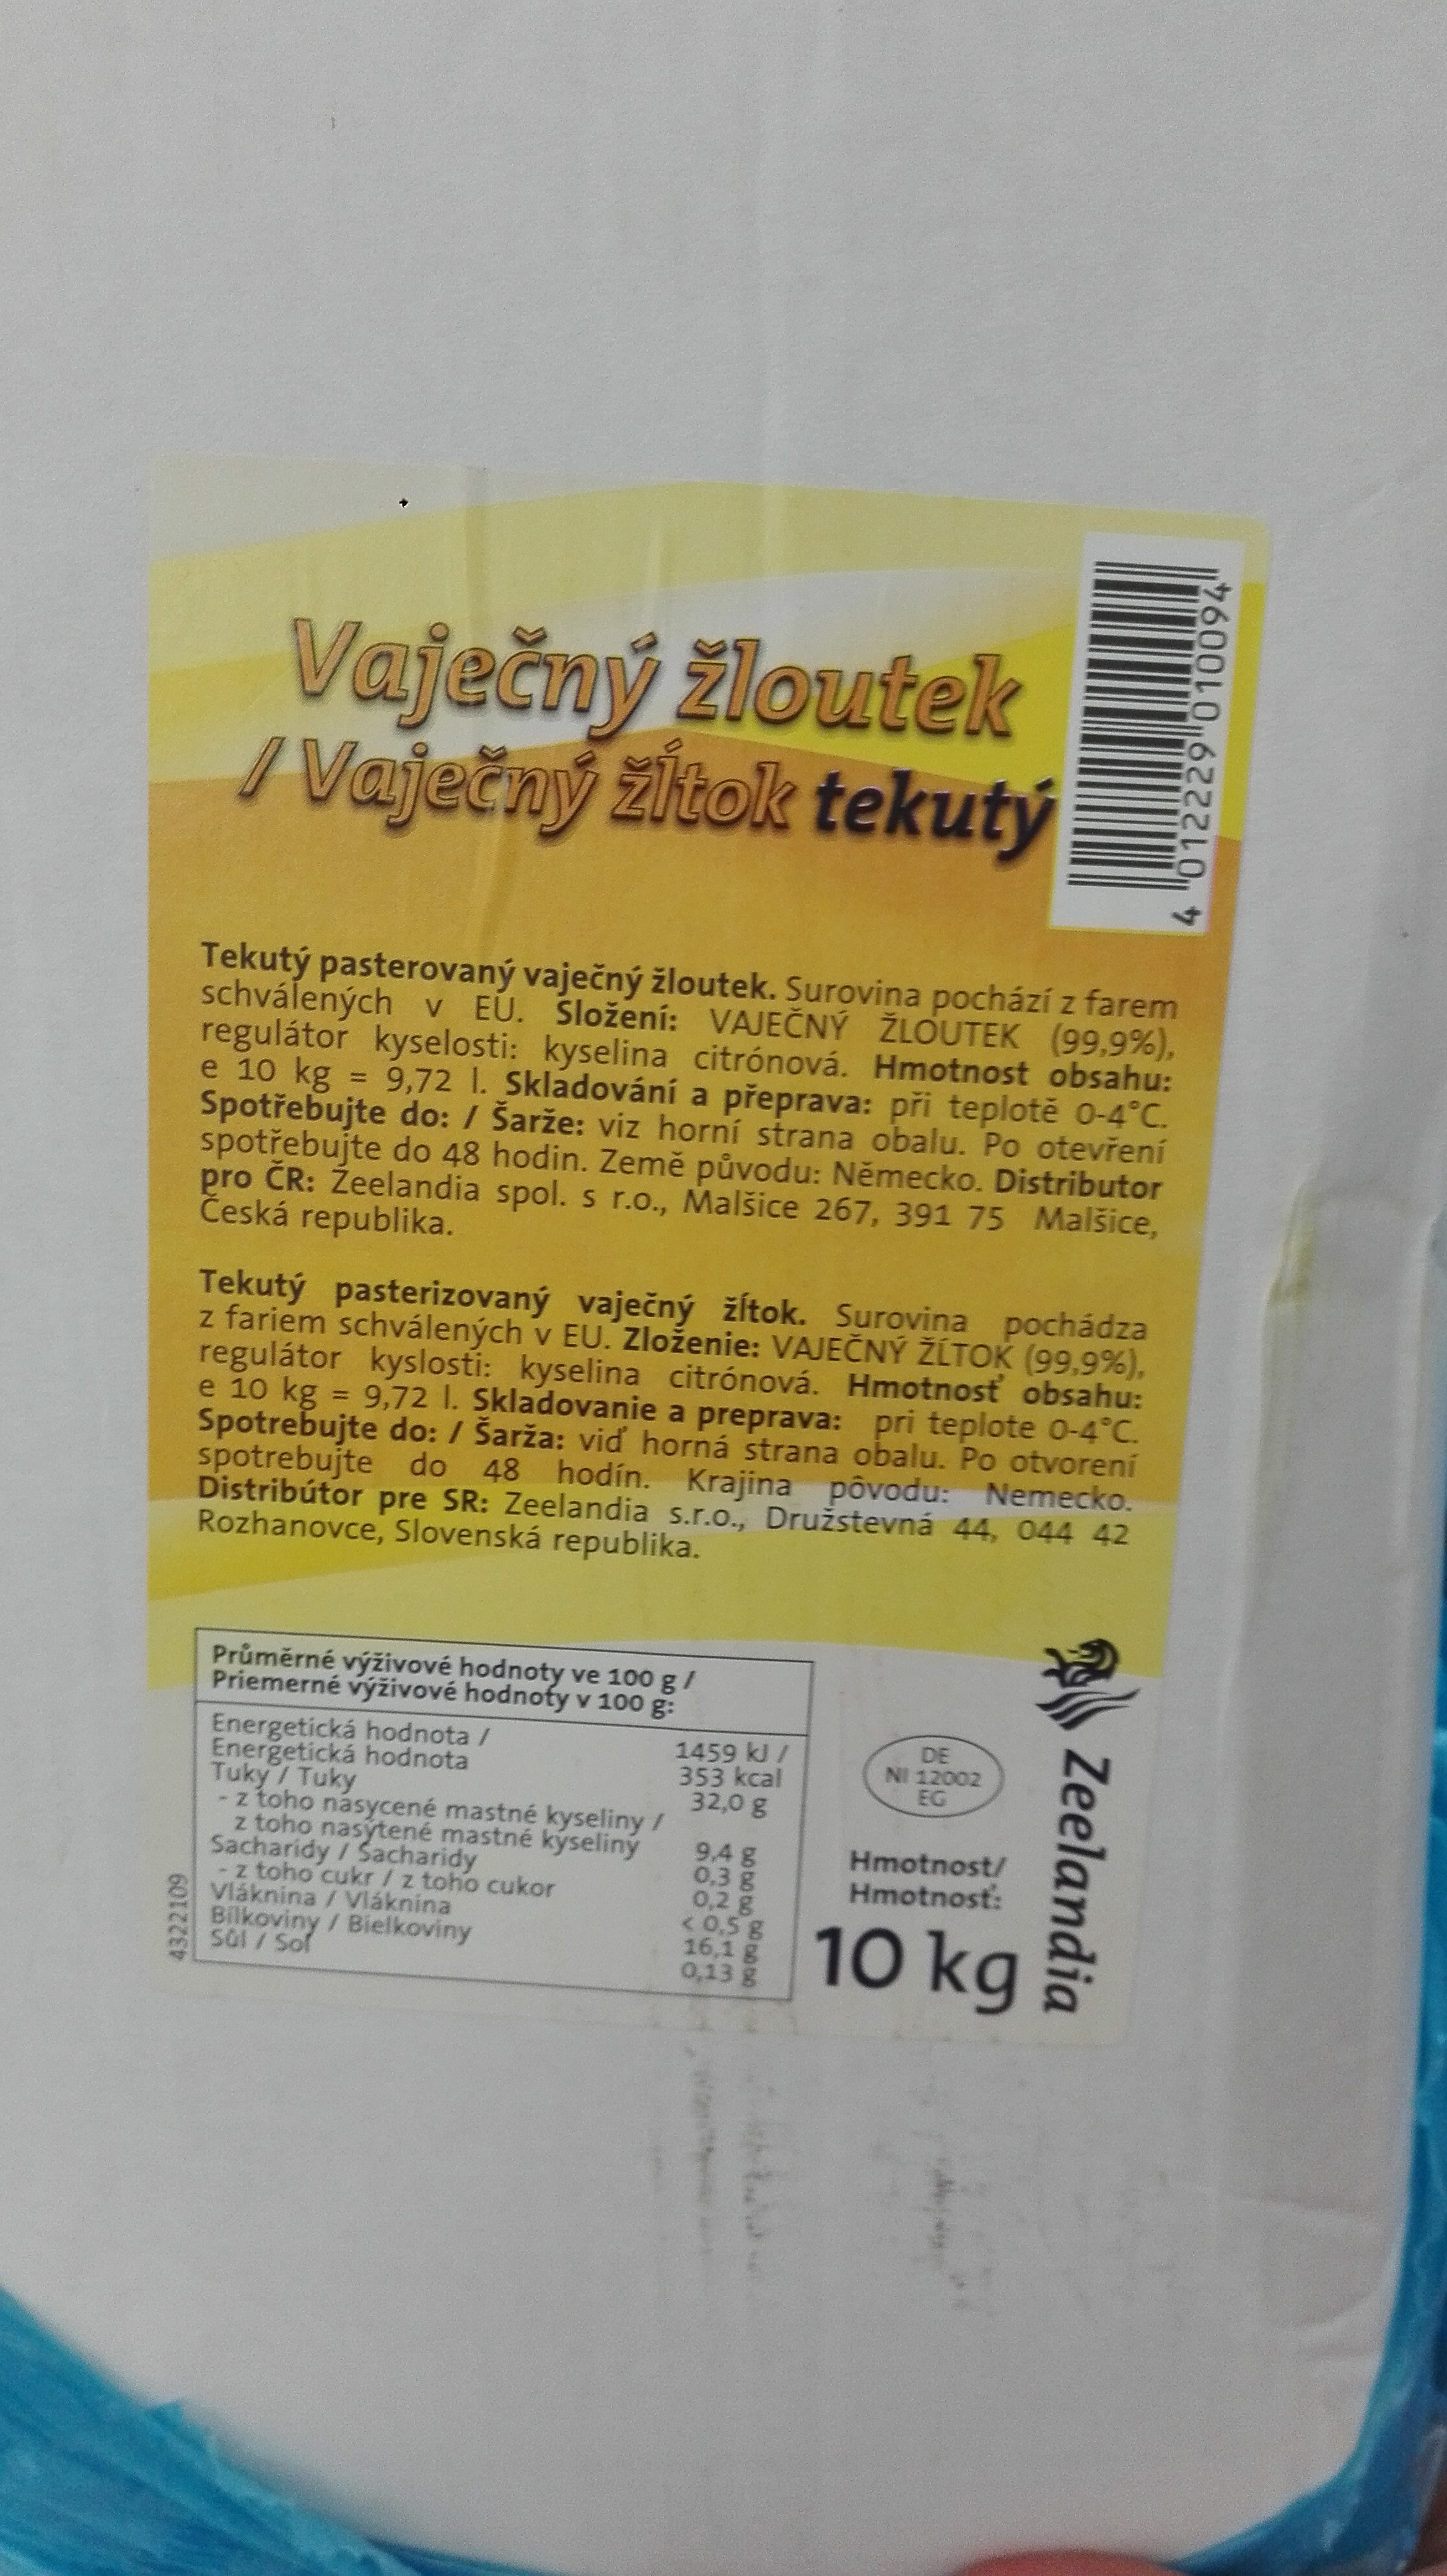 Vaječný žloutek
/ Vaječný žĺtok tekutý
4 012229 010094
Tekutý pasterovaný vaječný žloutek. Surovina pochází z farem
schválených v EU. Složení: VAJEČNÝ ŽLOUTEK (99,9%),
regulátor kyselosti: kyselina citrónová. Hmotnost obsahu:
e 10 kg = 9,72 l. Skladování a přeprava: při teplotě 0-4°C.
Spotřebujte do: / Šarže: viz horní strana obalu. Po otevření
spotřebujte do 48 hodin. Země původu: Německo. Distributor
pro ČR: Zeelandia spol. s r.o., Malšice 267, 391 75 Malšice,
Česká republika.
Tekutý pasterizovaný vaječný žĺtok. Surovina pochádza
z fariem schválených v EU. Zloženie: VAJEČNÝ ŽĹTOK (99,9%),
regulátor kyslosti: kyselina citrónová. Hmotnosť obsahu:
e 10 kg = 9,72 l. Skladovanie a preprava: pri teplote 0-4°C.
Spotrebujte do: / Šarža: viď horná strana obalu. Po otvorení
spotrebujte do 48 hodín. Krajina pôvodu: Nemecko.
Distribútor pre SR: Zeelandia s.r.o., Družstevná 44, 044 42
Rozhanovce, Slovenská republika.
Průměrné výživové hodnoty ve 100 g /
Priemerné výživové hodnoty v 100 g:
Energetická hodnota /
Energetická hodnota 1459 kJ /
353 kcal
Tuky / Tuky 32,0 g
- z toho nasycené mastné kyseliny /
z toho nasýtené mastné kyseliny 9,4 g
Sacharidy / Sacharidy 0,3 g
- z toho cukr / z toho cukor 0,2 g
Vláknina / Vláknina < 0,5 g
Bílkoviny / Bielkoviny 16,1 g
Sůl / Soľ 0,13 g
4322109
DE
NI 12002
EG
Hmotnost/
Hmotnosť:
10 kg
Zeelandia